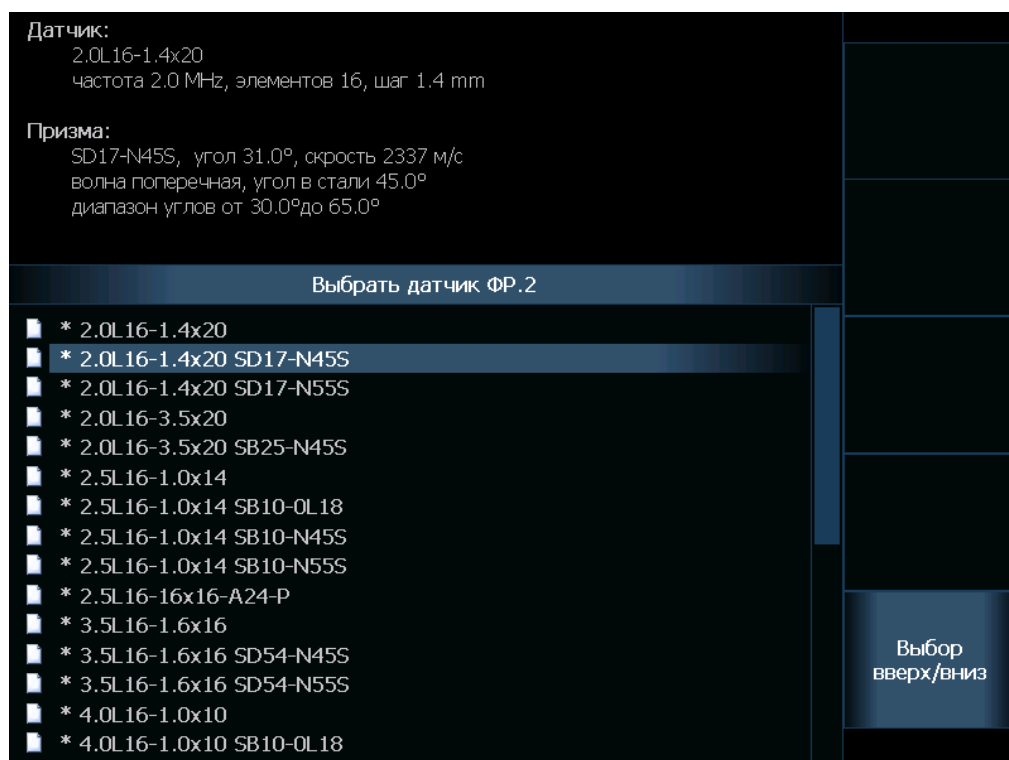 Датчик:
2.0L16-1.4x20
частота 2.0 MHz, элементов 16, шаг 1.4 mm
Призма:
SD17-N45S, угол 31.0º, скрость 2337 м/с
волна поперечная, угол в стали 45.0º
диапазон углов от 30.0ºдо 65.0º
Выбрать датчик ФР.2
* 2.0L16-1.4x20
* 2.0L16-1.4x20 SD17-N45S
* 2.0L16-1.4x20 SD17-N55S
* 2.0L16-3.5x20
* 2.0L16-3.5x20 SB25-N45S
* 2.5L16-1.0x14
* 2.5L16-1.0x14 SB10-0L18
* 2.5L16-1.0x14 SB10-N45S
* 2.5L16-1.0x14 SB10-N55S
* 2.5L16-16x16-A24-P
* 3.5L16-1.6x16
* 3.5L16-1.6x16 SD54-N45S
* 3.5L16-1.6x16 SD54-N55S
* 4.0L16-1.0x10
* 4.0L16-1.0x10 SB10-0L18
Выбор
вверх/вниз